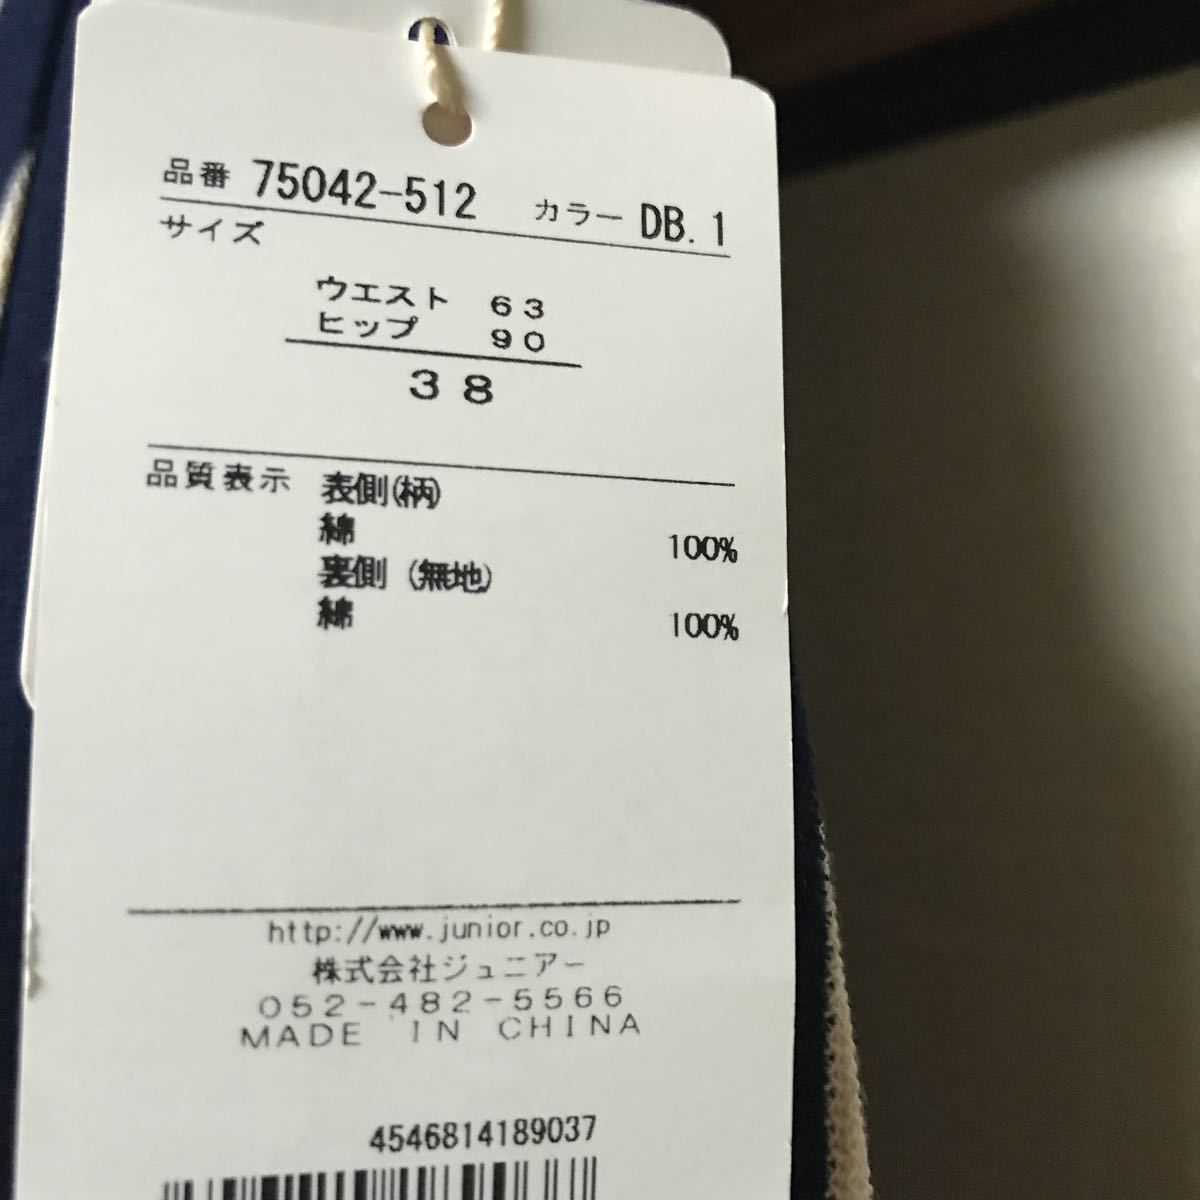 品番 75042-512 カラー DB.1
サイズ
ウエスト 63
ヒップ 90
38
品質表示 表側(柄)
綿 100%
裏側 (無地)
綿 100%
http://www.junior.co.jp
株式会社ジュニアー
052-482-5566
MADE IN CHINA
4546814189037